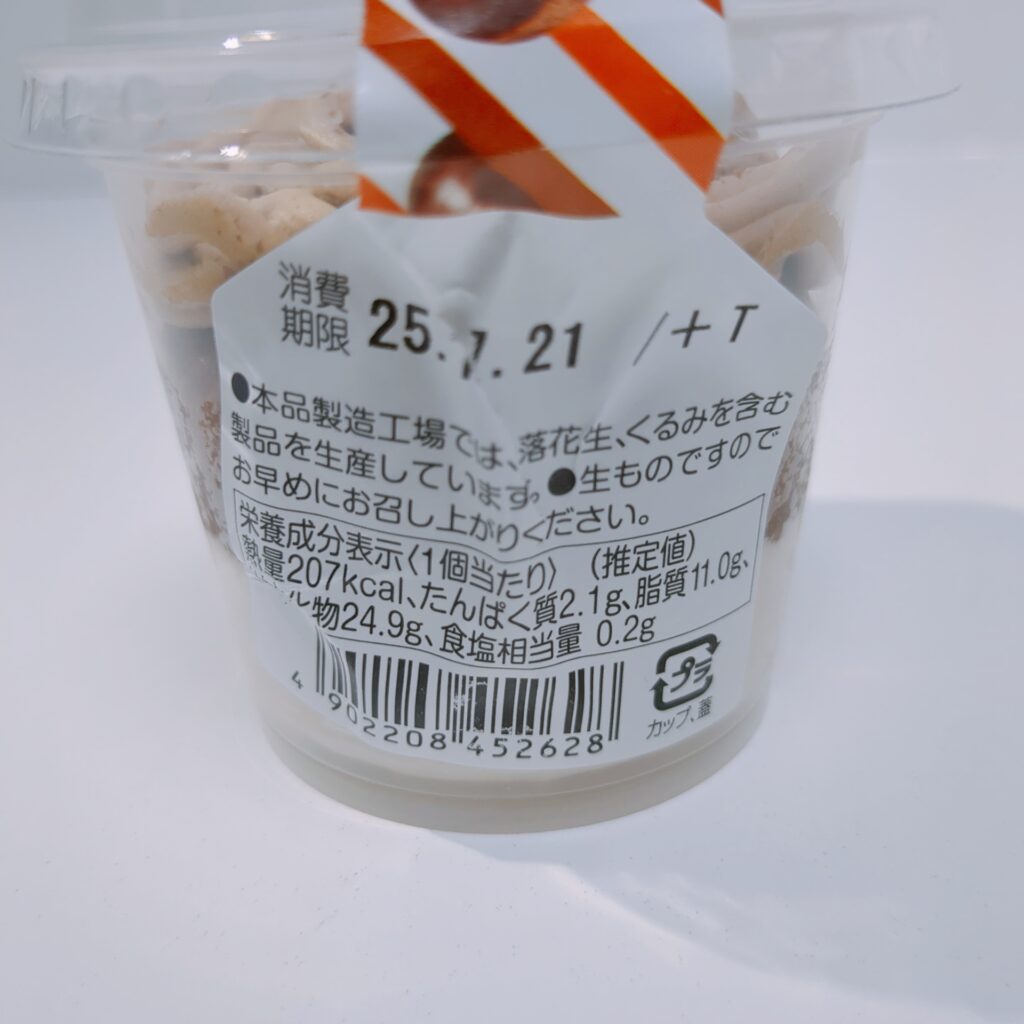 消費
期限 25.1.21 /+T
●本品製造工場では、落花生、くるみを含む
製品を生産しています。●生ものですので
お早めにお召し上がりください。
栄養成分表示〈1個当たり〉 (推定値)
熱量207kcal、たんぱく質2.1g、脂質11.0g、
化物24.9g、食塩相当量 0.2g
プラ
カップ、蓋
4 902208 452628